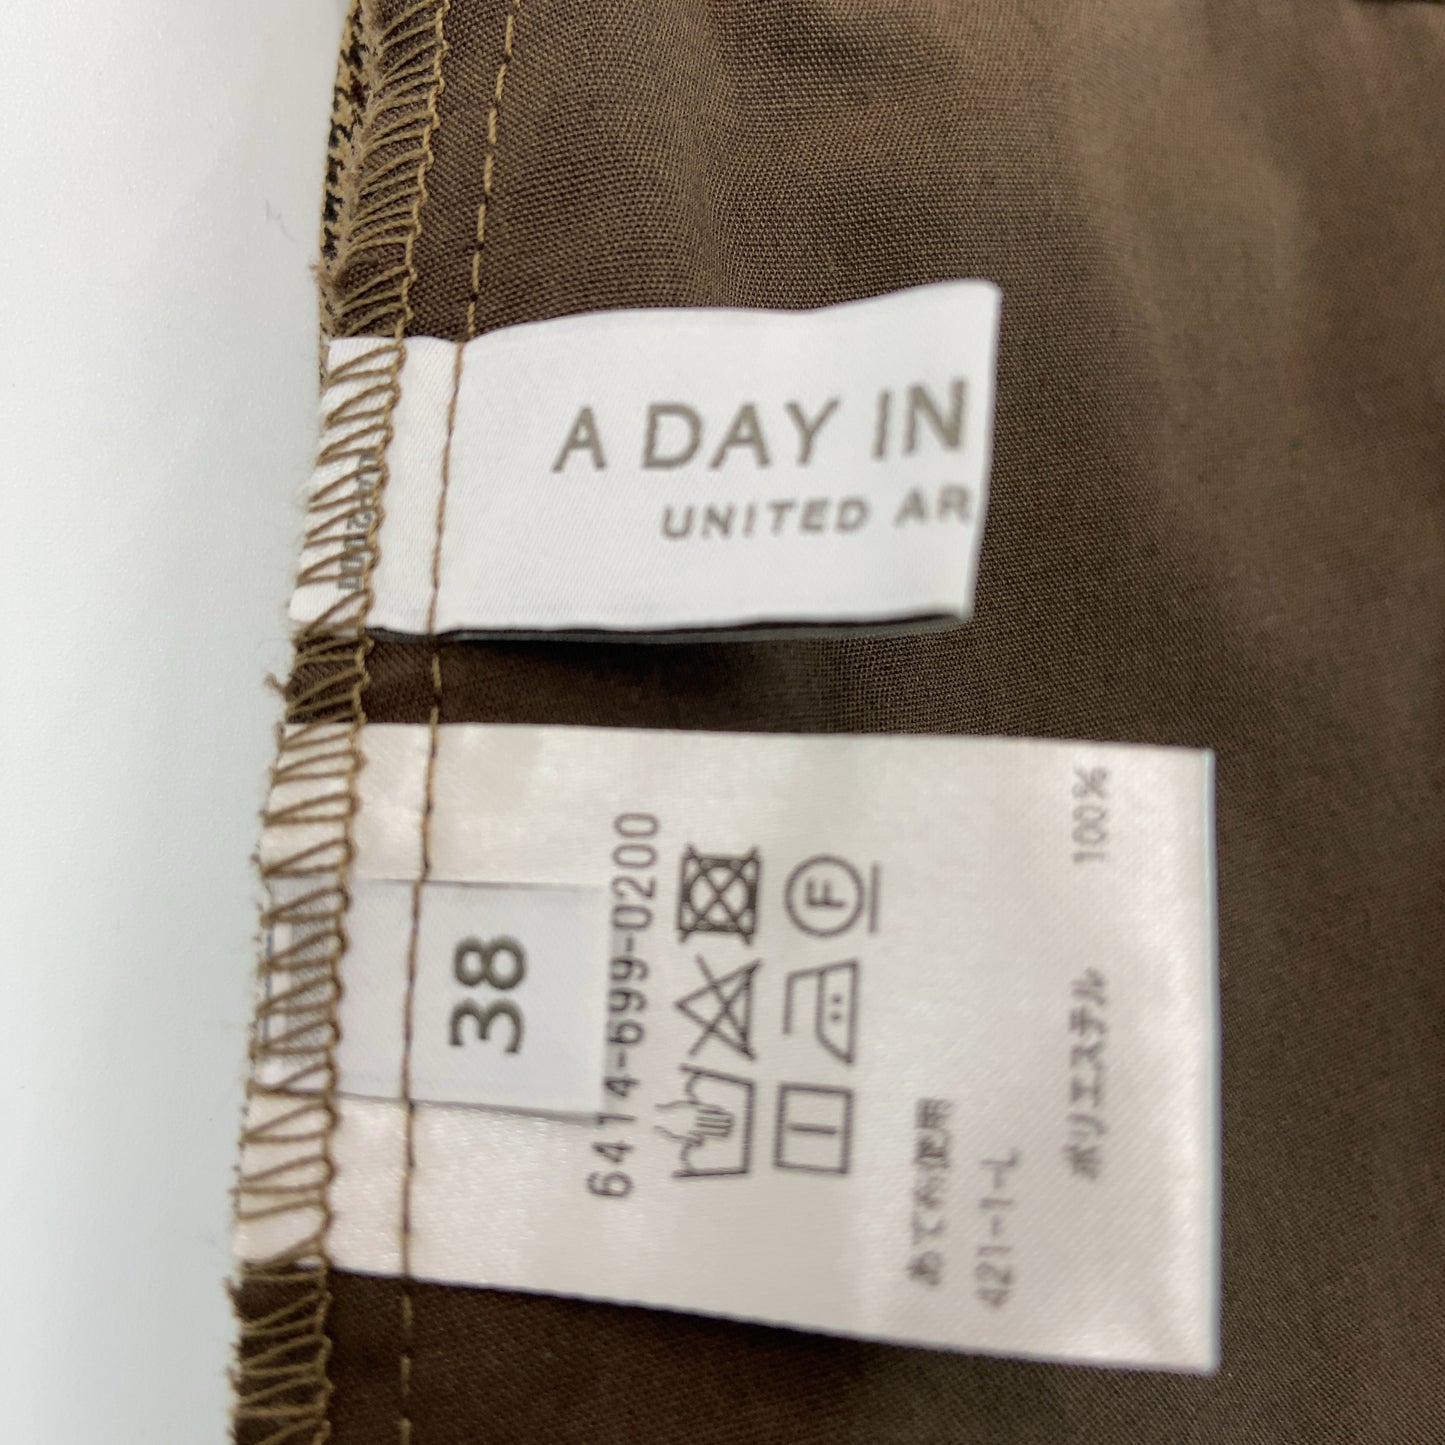 A DAY IN
UNITED AR
38
6414-699-0200
F
あて布使用
421-1-L
ポリエステル 100%